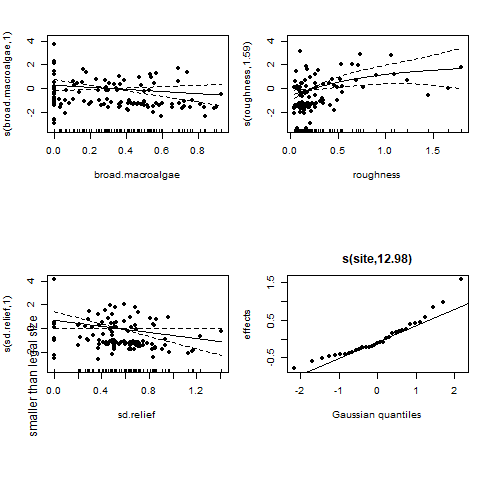 s(broad.macroalgae,1)
-2 0 2 4
0.0 0.2 0.4 0.6 0.8
broad.macroalgae
s(roughness,1.59)
-2 0 2 4
0.0 0.5 1.0 1.5
roughness
s(sd.relief,1)
smaller than legal size
0 2 4
0.0 0.4 0.8 1.2
sd.relief
s(site,12.98)
effects
-0.5 0.5 1.5
-2 -1 0 1 2
Gaussian quantiles